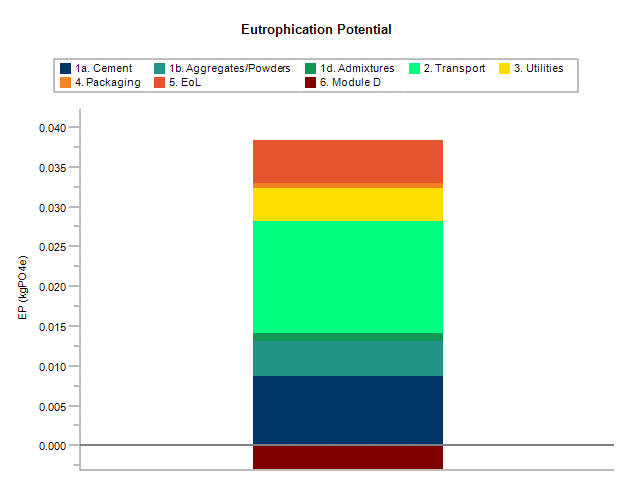 Eutrophication Potential
1a. Cement 1b. Aggregates/Powders 1d. Admixtures 2. Transport 3. Utilities
4. Packaging 5. EoL 6. Module D
0.040
0.035
0.030
0.025
0.020
0.015
0.010
0.005
0.000
EP (kgPO4e)